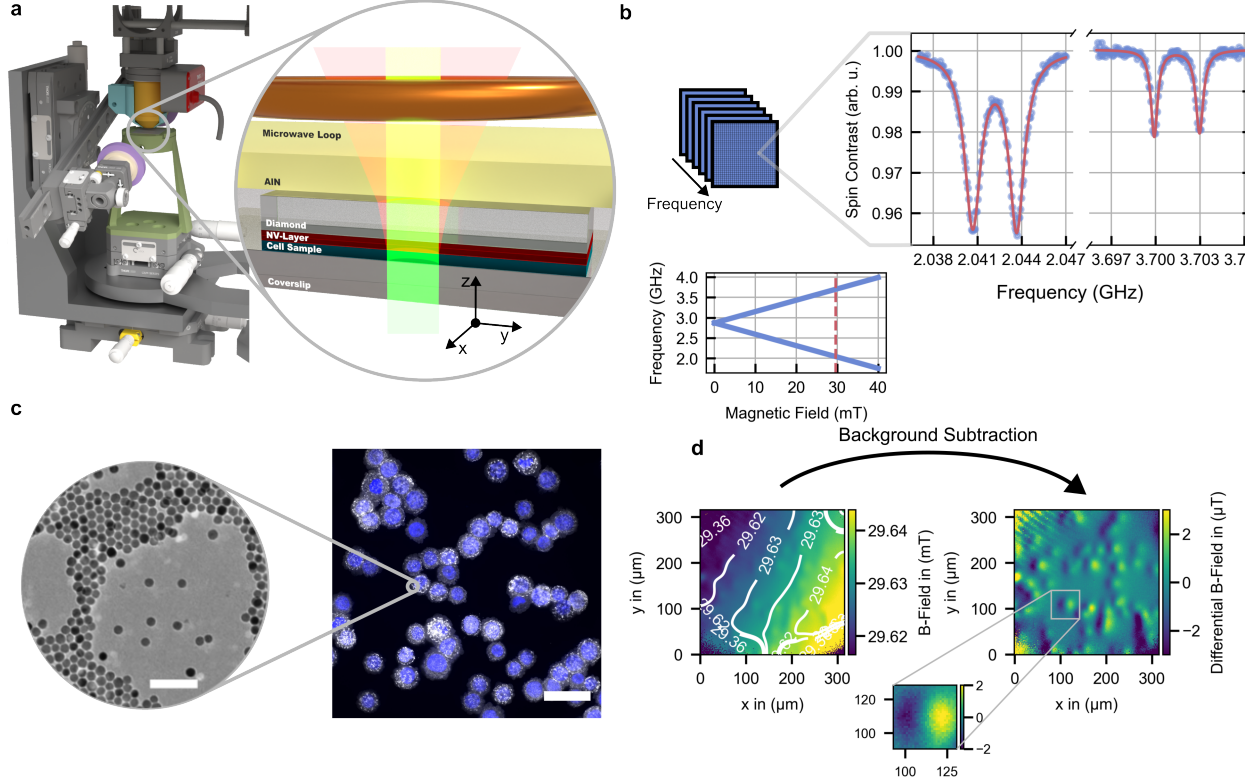 a
Microwave Loop
AlN
Diamond
NV-Layer
Cell Sample
Coverslip
z
y
x
b
Frequency
Spin Contrast (arb. u.)
1.00
0.99
0.98
0.97
0.96
2.038 2.041 2.044 2.047 3.697 3.700 3.703 3.7
Frequency (GHz)
Frequency (GHz)
4.0
3.0
2.0
0 10 20 30 40
Magnetic Field (mT)
c
d
Background Subtraction
y in (µm)
300
200
100
0
0 100 200 300
x in (µm)
29.36
29.62
29.63
29.63
29.64
29.62
29.36
29.64
29.63
29.62
B-Field in (mT)
y in (µm)
300
200
100
0
0 100 200 300
x in (µm)
2
0
−2
Differential B-Field in (µT)
120
100
100 125
2
0
−2